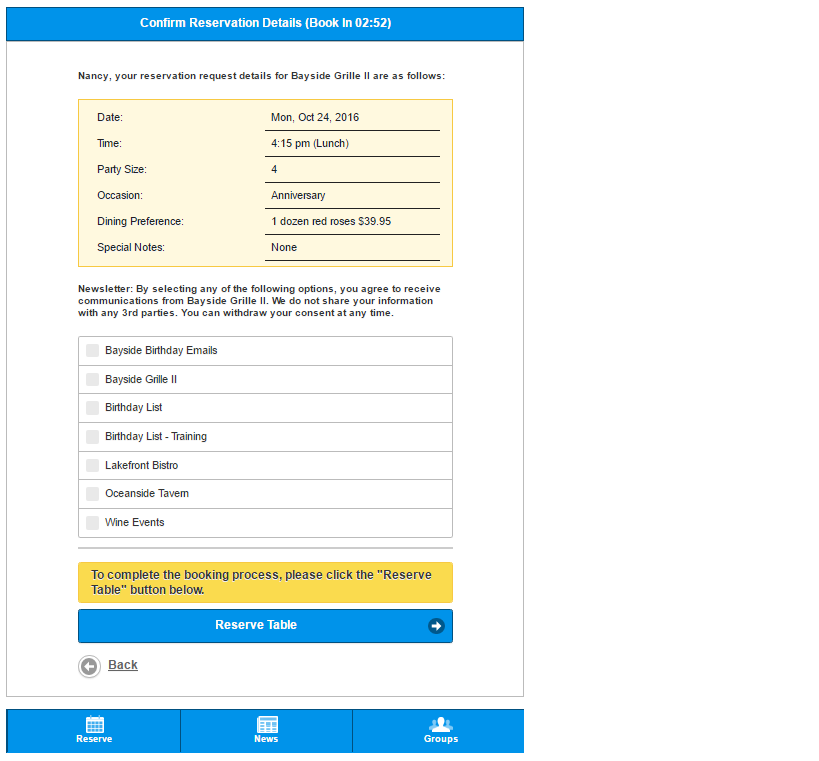 Confirm Reservation Details (Book In 02:52)
Nancy, your reservation request details for Bayside Grille II are as follows:
Date: Mon, Oct 24, 2016
Time: 4:15 pm (Lunch)
Party Size: 4
Occasion: Anniversary
Dining Preference: 1 dozen red roses $39.95
Special Notes: None
Newsletter: By selecting any of the following options, you agree to receive
communications from Bayside Grille II. We do not share your information
with any 3rd parties. You can withdraw your consent at any time.
Bayside Birthday Emails
Bayside Grille II
Birthday List
Birthday List - Training
Lakefront Bistro
Oceanside Tavern
Wine Events
To complete the booking process, please click the "Reserve
Table" button below.
Reserve Table
Back
Reserve News Groups